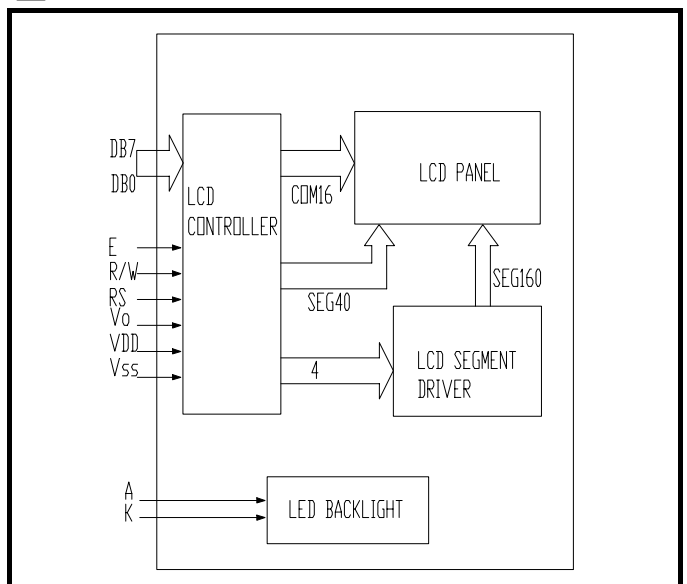 DB7
DB0
LCD
CONTROLLER
COM16
LCD PANEL
E
R/W
RS
Vo
VDD
Vss
SEG40
SEG160
4
LCD SEGMENT
DRIVER
A
K
LED BACKLIGHT